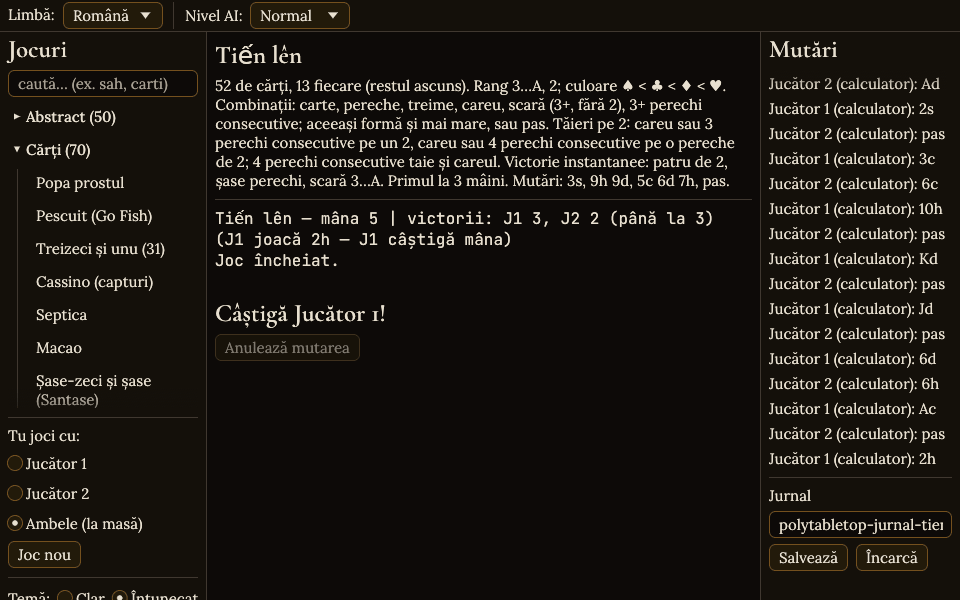 Limbă: Română ▼ Nivel AI: Normal ▼
Jocuri
caută... (ex. sah, carti)
▸ Abstract (50)
▾ Cărți (70)
Popa prostul
Pescuit (Go Fish)
Treizeci și unu (31)
Cassino (capturi)
Septica
Macao
Șase-zeci și șase
(Santase)
Tu joci cu:
Jucător 1
Jucător 2
Ambele (la masă)
Joc nou
Temă: Clar Întunecat
Tiến lên
52 de cărți, 13 fiecare (restul ascuns). Rang 3…A, 2; culoare ♠ < ♣ < ♦ < ♥.
Combinații: carte, pereche, treime, careu, scară (3+, fără 2), 3+ perechi
consecutive; aceeași formă și mai mare, sau pas. Tăieri pe 2: careu sau 3
perechi consecutive pe un 2, careu sau 4 perechi consecutive pe o pereche
de 2; 4 perechi consecutive taie și careul. Victorie instantanee: patru de 2,
șase perechi, scară 3…A. Primul la 3 mâini. Mutări: 3s, 9h 9d, 5c 6d 7h, pas.
Tiến lên — mâna 5 | victorii: J1 3, J2 2 (până la 3)
(J1 joacă 2h — J1 câștigă mâna)
Joc încheiat.
Câștigă Jucător 1!
Anulează mutarea
Mutări
Jucător 2 (calculator): Ad
Jucător 1 (calculator): 2s
Jucător 2 (calculator): pas
Jucător 1 (calculator): 3c
Jucător 2 (calculator): 6c
Jucător 1 (calculator): 10h
Jucător 2 (calculator): pas
Jucător 1 (calculator): Kd
Jucător 2 (calculator): pas
Jucător 1 (calculator): Jd
Jucător 2 (calculator): pas
Jucător 1 (calculator): 6d
Jucător 2 (calculator): 6h
Jucător 1 (calculator): Ac
Jucător 2 (calculator): pas
Jucător 1 (calculator): 2h
Jurnal
polytabletop-jurnal-tien
Salvează Încarcă